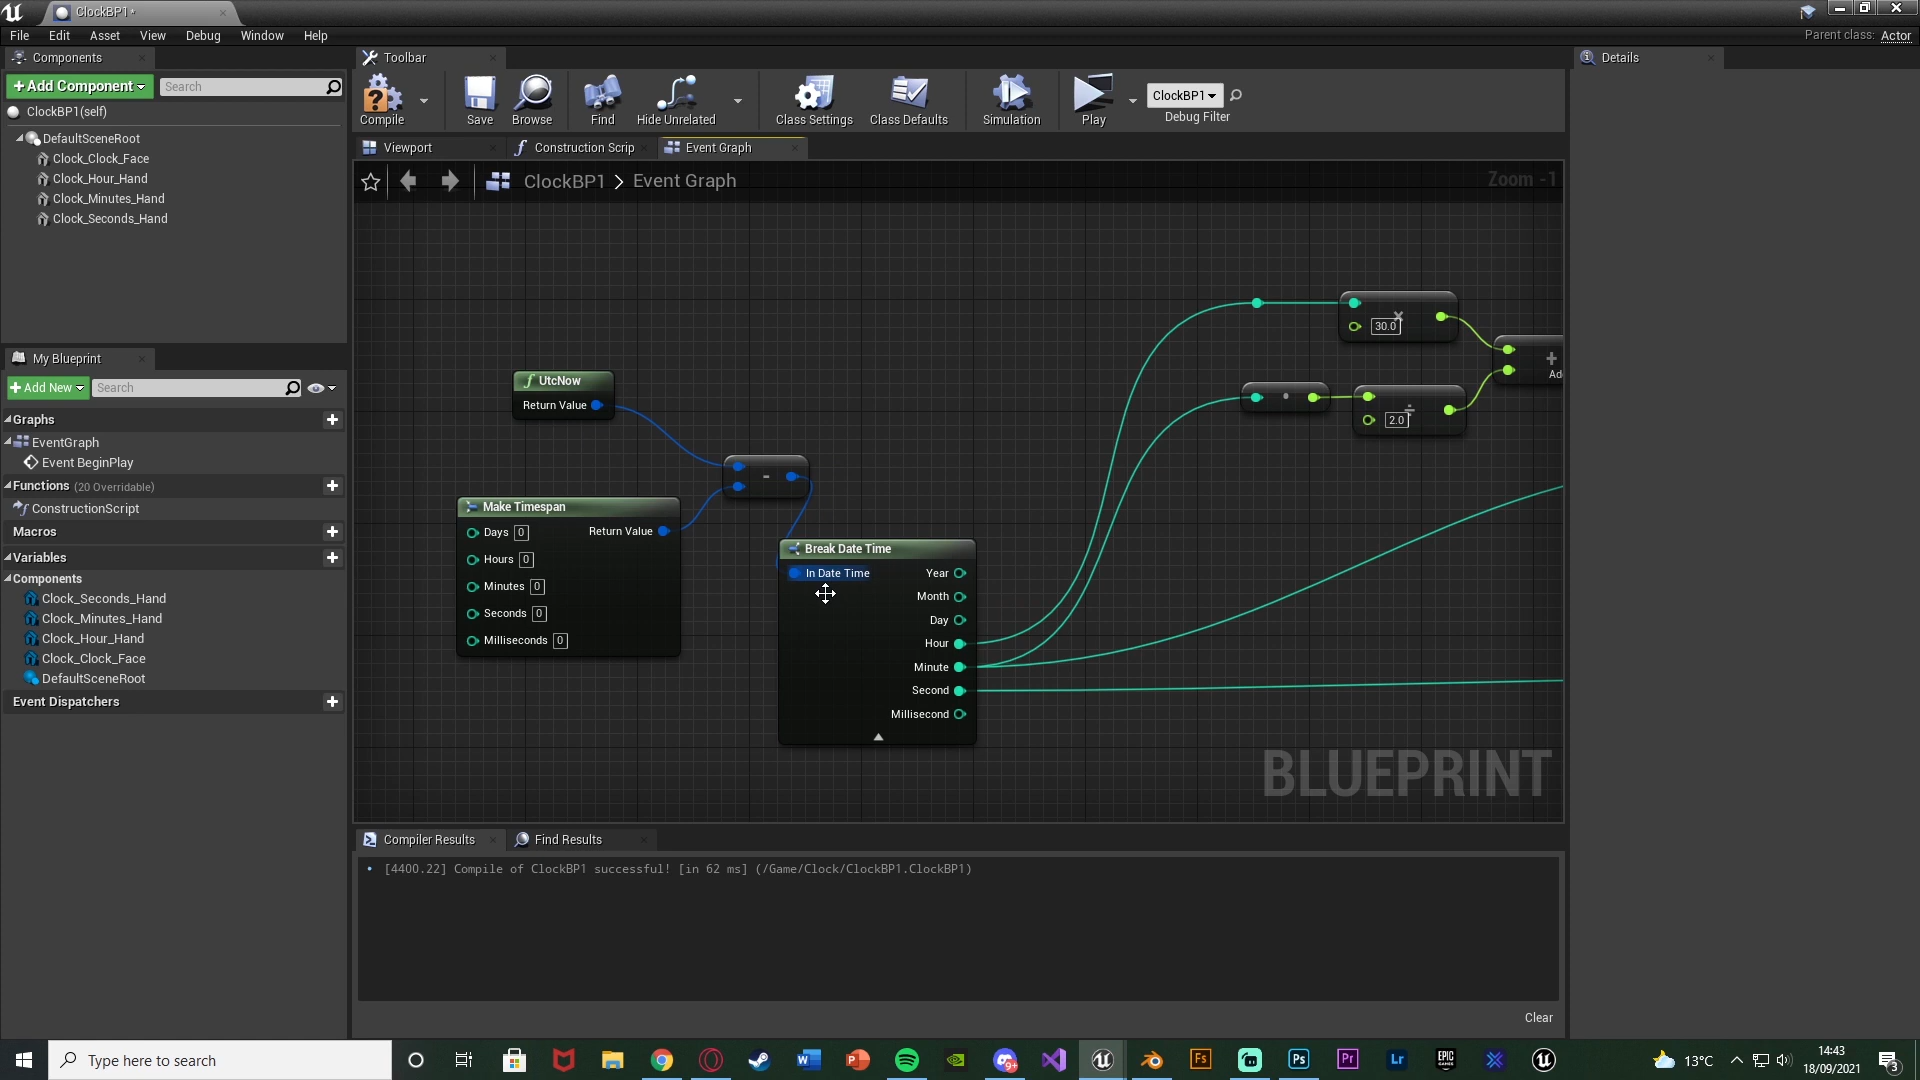 ClockBP1*
File Edit Asset View Debug Window Help
Parent class: Actor
Components
+Add Component
Search
ClockBP1(self)
DefaultSceneRoot
Clock_Clock_Face
Clock_Hour_Hand
Clock_Minutes_Hand
Clock_Seconds_Hand
My Blueprint
+Add New
Search
Graphs
EventGraph
Event BeginPlay
Functions (20 Overridable)
ConstructionScript
Macros
Variables
Components
Clock_Seconds_Hand
Clock_Minutes_Hand
Clock_Hour_Hand
Clock_Clock_Face
DefaultSceneRoot
Event Dispatchers
Toolbar
Compile
Save
Browse
Find
Hide Unrelated
Class Settings
Class Defaults
Simulation
Play
ClockBP1
Debug Filter
Viewport
Construction Scrip
Event Graph
ClockBP1 > Event Graph
Zoom -1
UtcNow
Return Value
Make Timespan
Days 0
Return Value
Hours 0
Minutes 0
Seconds 0
Milliseconds 0
-
Break Date Time
In Date Time
Year
Month
Day
Hour
Minute
Second
Millisecond
×
30.0
÷
2.0
+
Ad
BLUEPRINT
Compiler Results
Find Results
• [4400.22] Compile of ClockBP1 successful! [in 62 ms] (/Game/Clock/ClockBP1.ClockBP1)
Clear
Details
Type here to search
13°C
14:43
18/09/2021
3